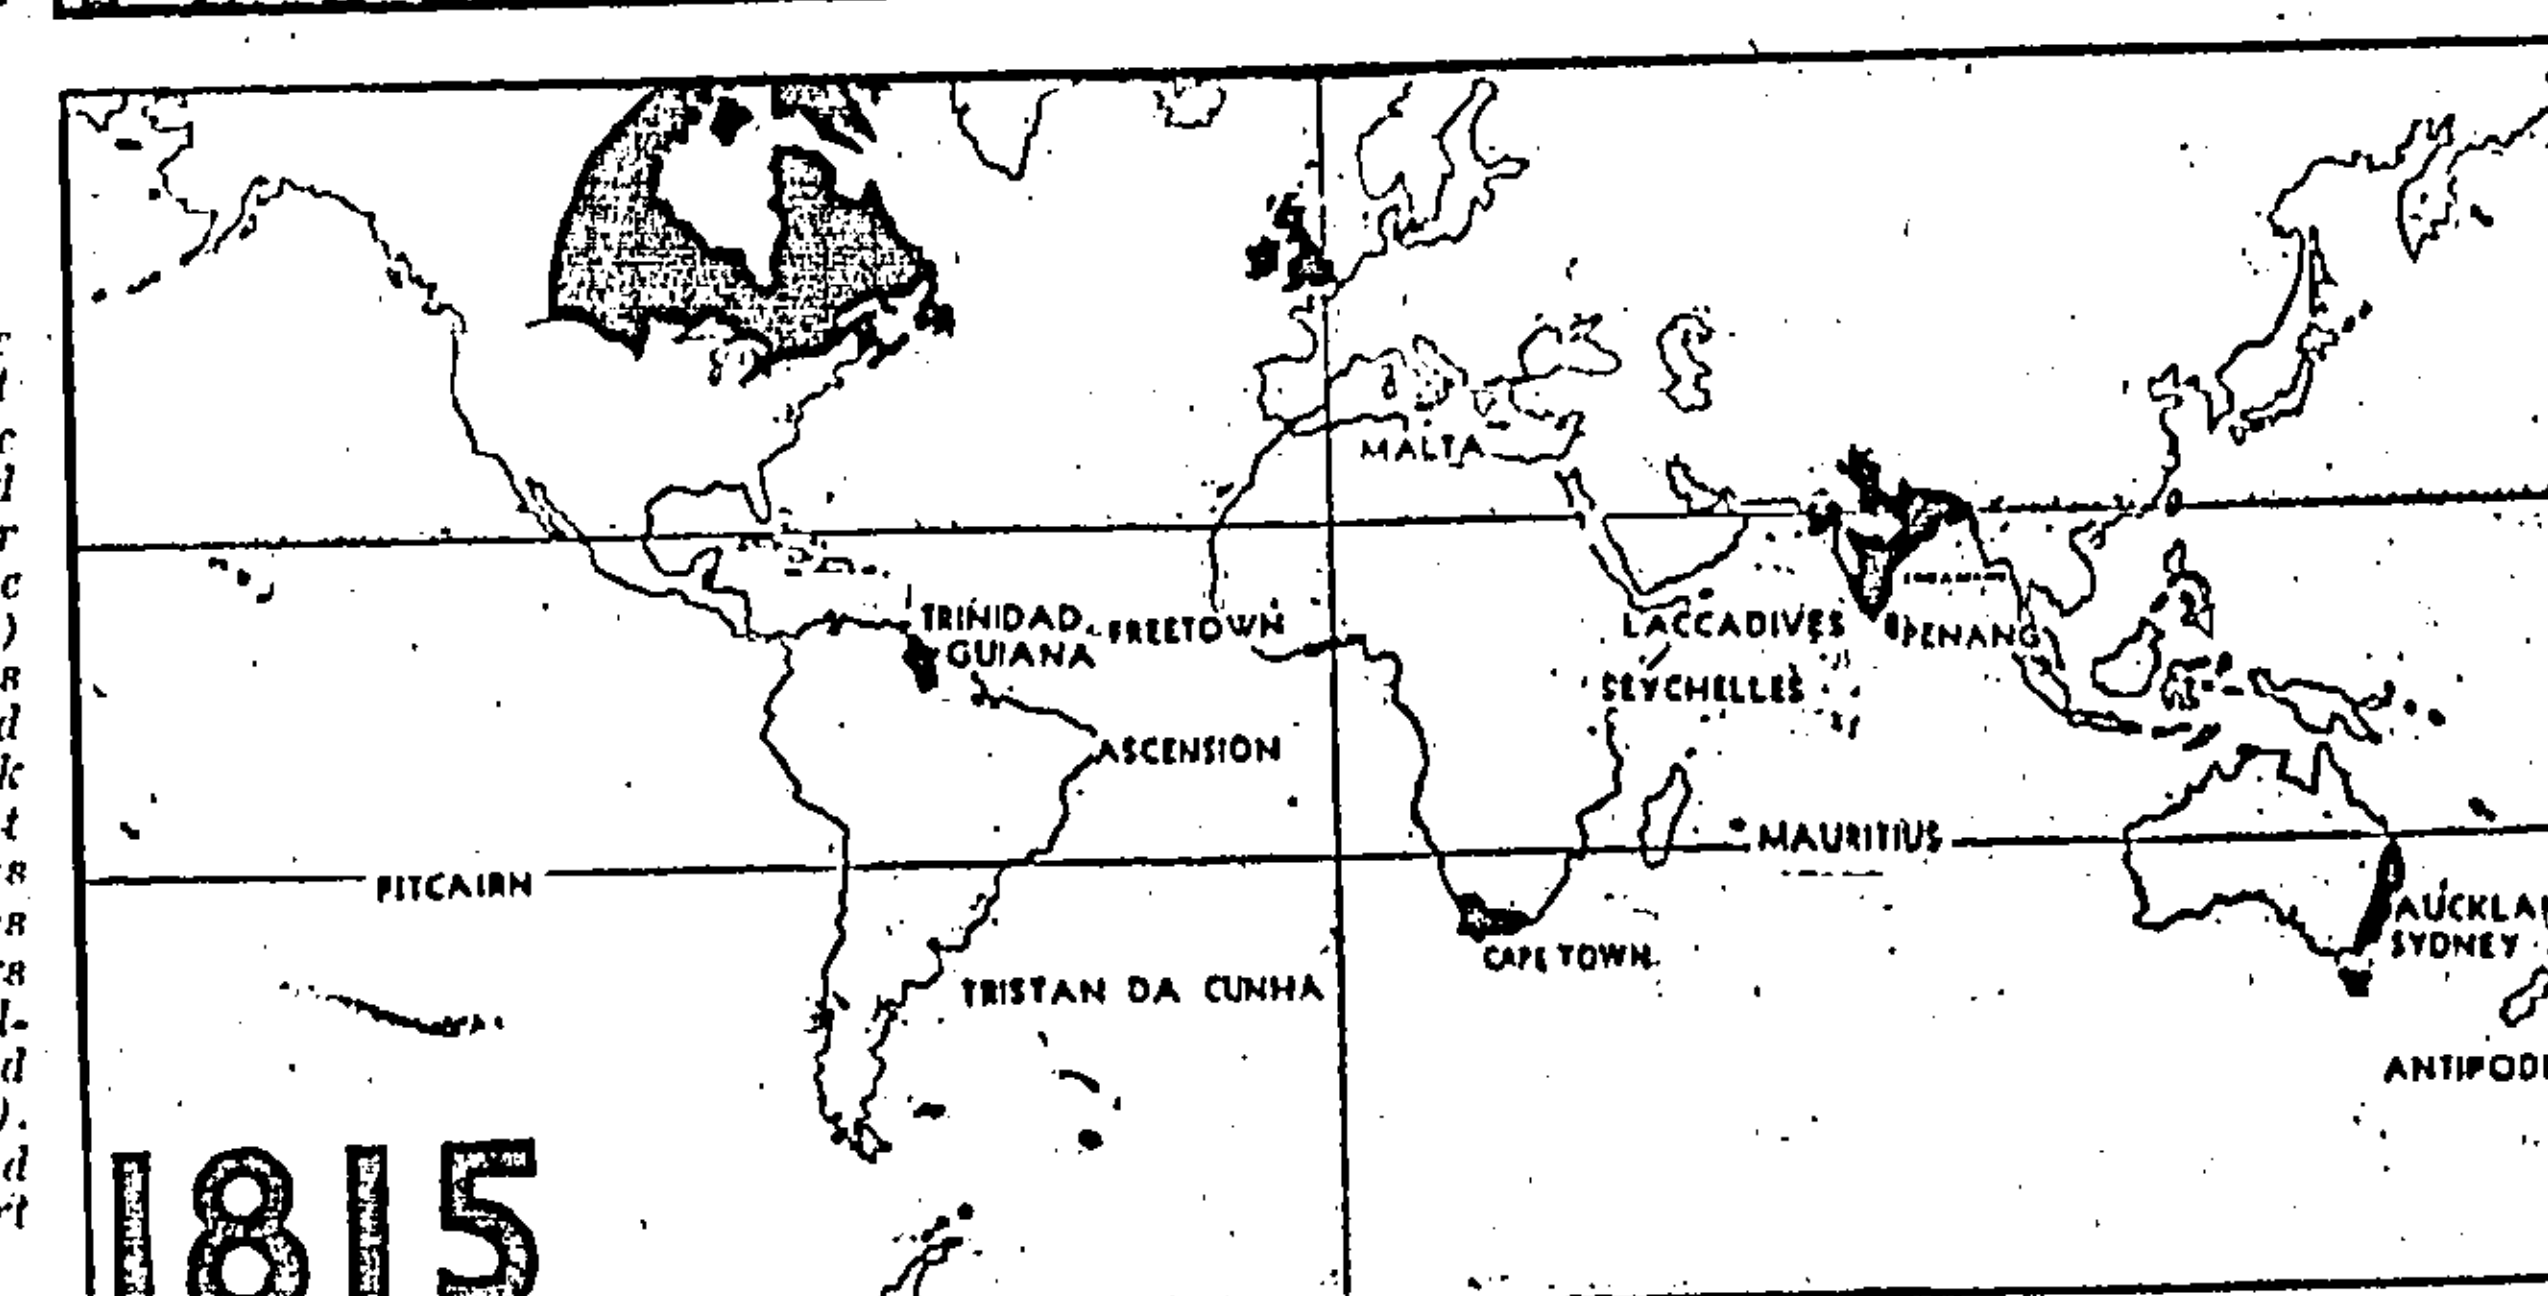 MALTA
TRINIDAD
FREETOWN
GUIANA
LACCADIVES
PENANG
SEYCHELLES
ASCENSION
MAURITIUS
PITCAIRN
CAPE TOWN
SYDNEY
TRISTAN DA CUNHA
1815